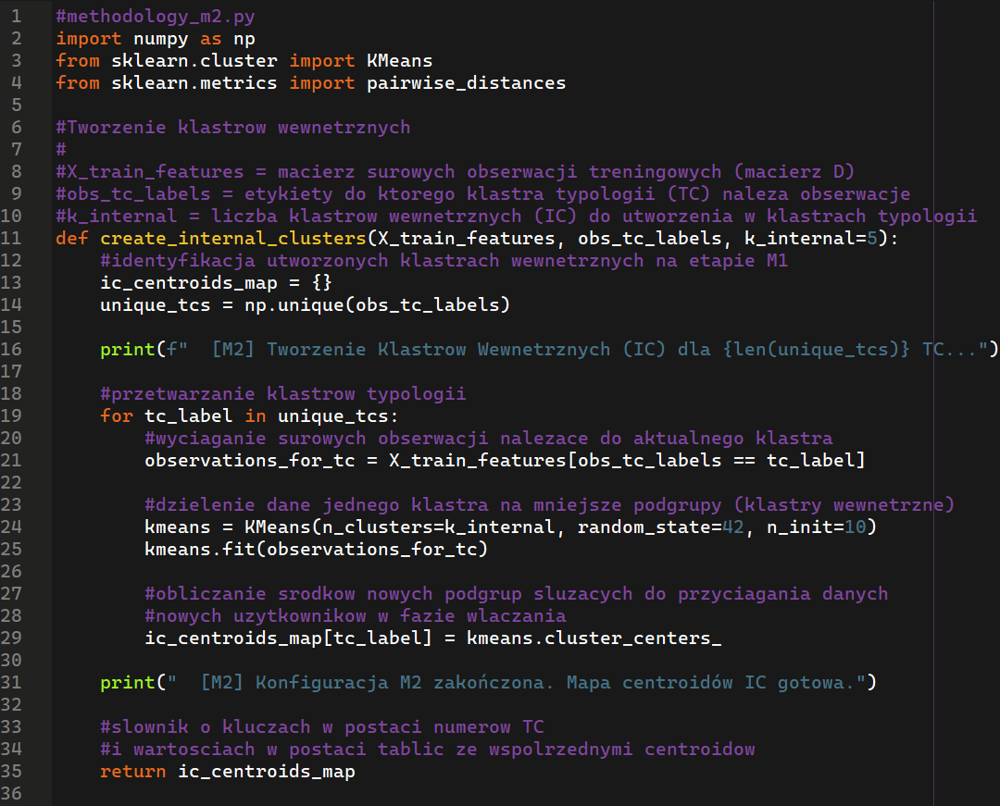 1 #methodology_m2.py
2 import numpy as np
3 from sklearn.cluster import KMeans
4 from sklearn.metrics import pairwise_distances
5
6 #Tworzenie klastrow wewnetrznych
7 #
8 #X_train_features = macierz surowych obserwacji treningowych (macierz D)
9 #obs_tc_labels = etykiety do ktorego klastra typologii (TC) naleza obserwacje
10 #k_internal = liczba klastrow wewnetrznych (IC) do utworzenia w klastrach typologii
11 def create_internal_clusters(X_train_features, obs_tc_labels, k_internal=5):
12     #identyfikacja utworzonych klastrach wewnetrznych na etapie M1
13     ic_centroids_map = {}
14     unique_tcs = np.unique(obs_tc_labels)
15
16     print(f"  [M2] Tworzenie Klastrow Wewnetrznych (IC) dla {len(unique_tcs)} TC...")
17
18     #przetwarzanie klastrow typologii
19     for tc_label in unique_tcs:
20         #wyciaganie surowych obserwacji nalezace do aktualnego klastra
21         observations_for_tc = X_train_features[obs_tc_labels == tc_label]
22
23         #dzielenie dane jednego klastra na mniejsze podgrupy (klastry wewnetrzne)
24         kmeans = KMeans(n_clusters=k_internal, random_state=42, n_init=10)
25         kmeans.fit(observations_for_tc)
26
27         #obliczanie srodkow nowych podgrup sluzacych do przyciagania danych
28         #nowych uzytkownikow w fazie wlaczania
29         ic_centroids_map[tc_label] = kmeans.cluster_centers_
30
31     print("  [M2] Konfiguracja M2 zakończona. Mapa centroidów IC gotowa.")
32
33     #slownik o kluczach w postaci numerow TC
34     #i wartosciach w postaci tablic ze wspolrzednymi centroidow
35     return ic_centroids_map
36